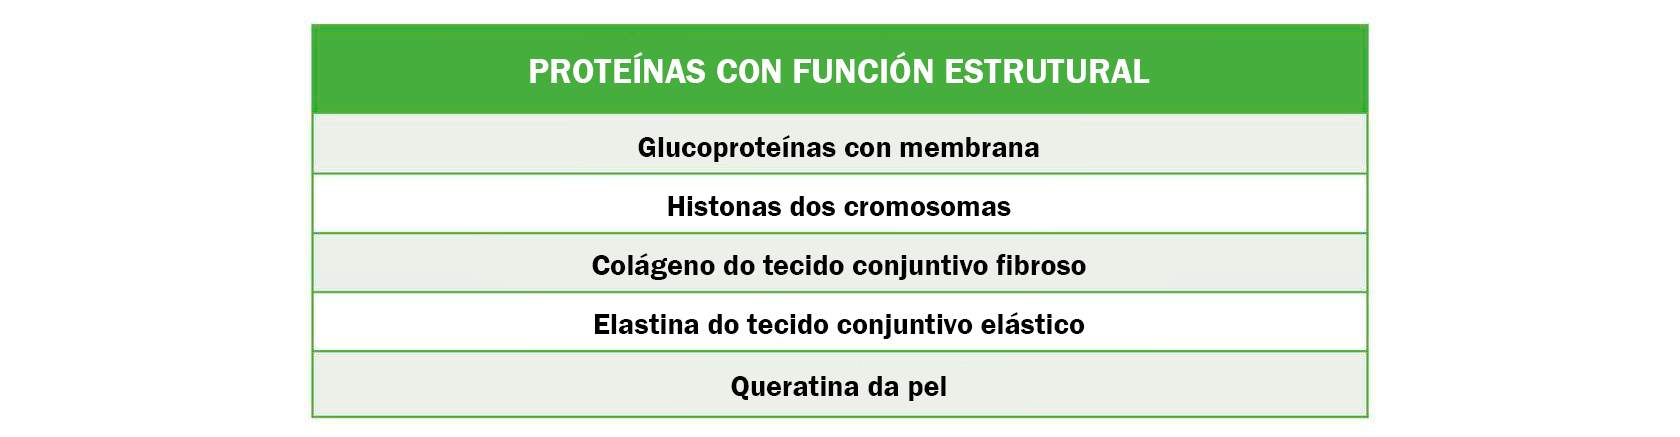 PROTEÍNAS CON FUNCIÓN ESTRUTURAL
Glucoproteínas con membrana
Histonas dos cromosomas
Colágeno do tecido conjuntivo fibroso
Elastina do tecido conjuntivo elástico
Queratina da pel